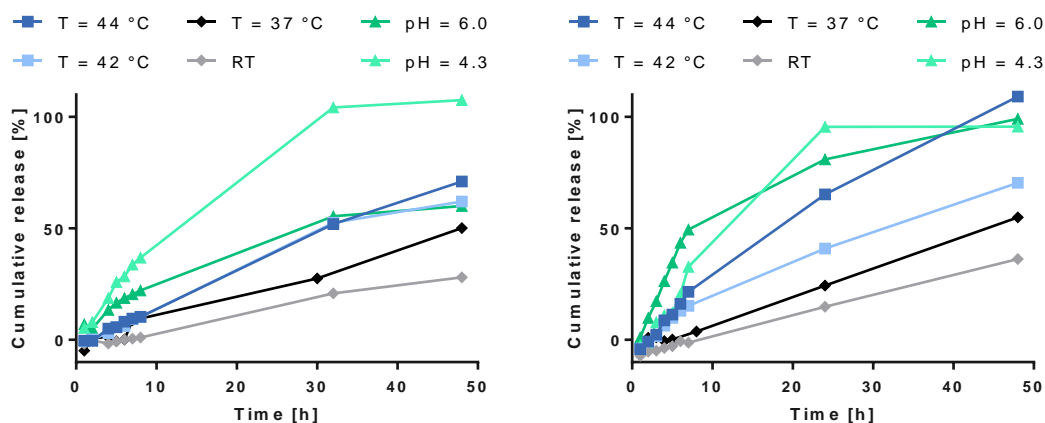 T = 44 °C T = 37 °C pH = 6.0
T = 42 °C RT pH = 4.3
Cumulative release [%]
100
50
0
0 10 20 30 40 50
Time [h]
T = 44 °C T = 37 °C pH = 6.0
T = 42 °C RT pH = 4.3
Cumulative release [%]
100
50
0
0 10 20 30 40 50
Time [h]